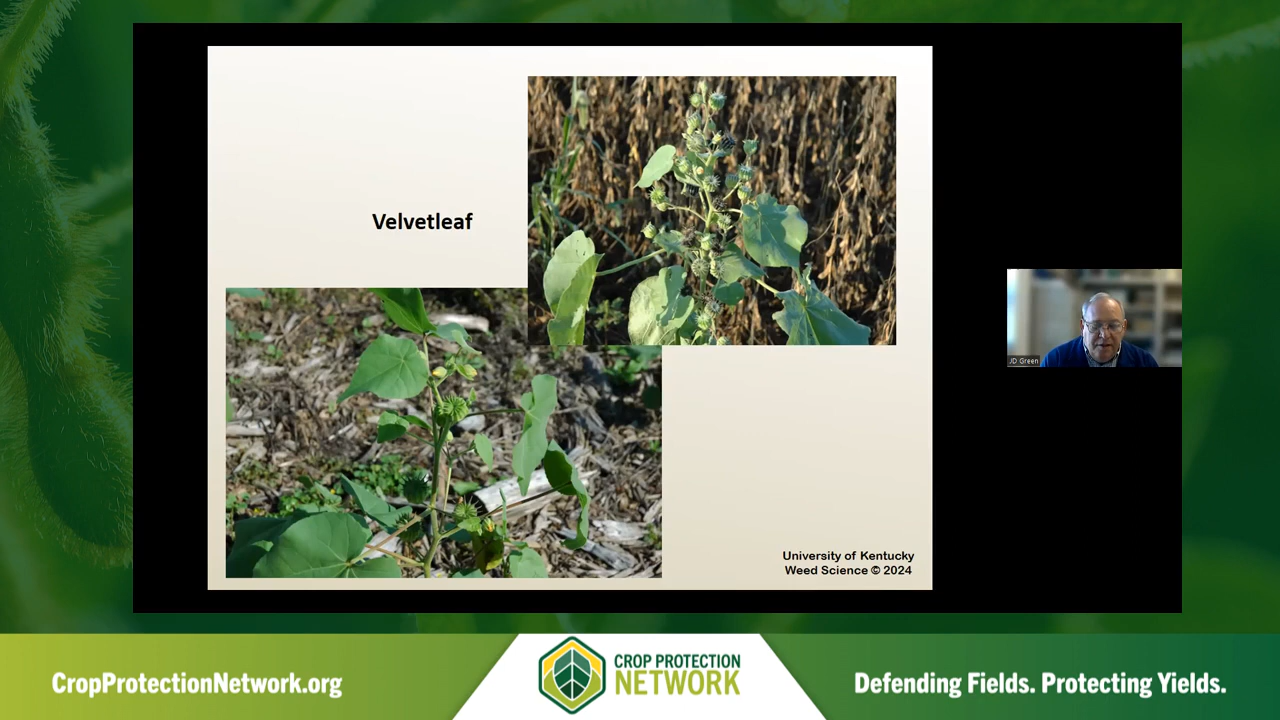 Velvetleaf
University of Kentucky
Weed Science © 2024
JD Green
CropProtectionNetwork.org
CROP PROTECTION
NETWORK
Defending Fields. Protecting Yields.